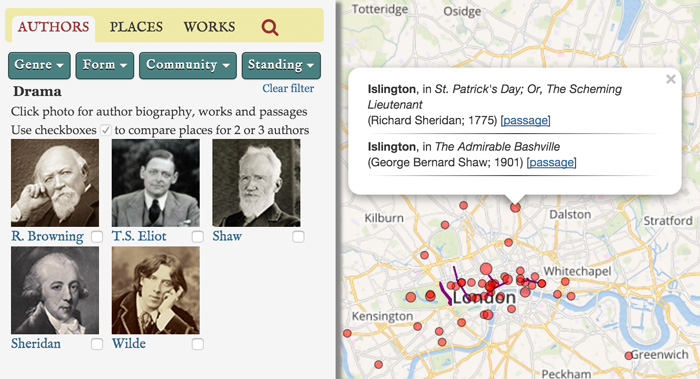 AUTHORS PLACES WORKS
Genre Form Community Standing
Drama Clear filter
Click photo for author biography, works and passages
Use checkboxes to compare places for 2 or 3 authors
R. Browning T.S. Eliot Shaw
Sheridan Wilde
Totteridge Osidge
×
Islington, in St. Patrick's Day; Or, The Scheming
Lieutenant
(Richard Sheridan; 1775) [passage]
Islington, in The Admirable Bashville
(George Bernard Shaw; 1901) [passage]
Kilburn Dalston Stratford
Whitechapel
London
Kensington
Greenwich
Peckham